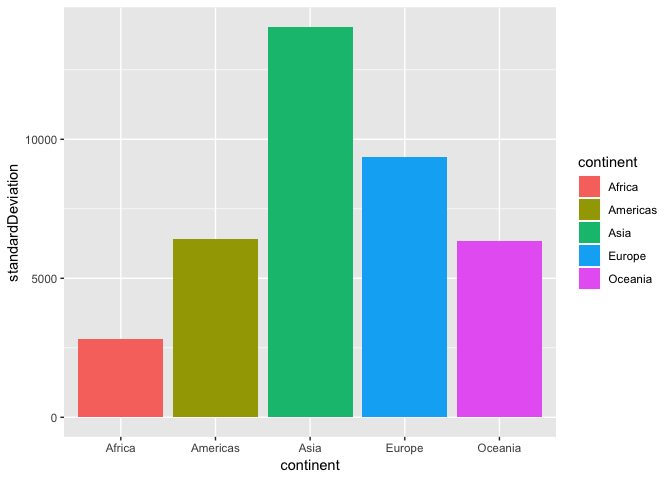 standardDeviation
10000
5000
0
Africa
Americas
Asia
Europe
Oceania
continent
continent
Africa
Americas
Asia
Europe
Oceania